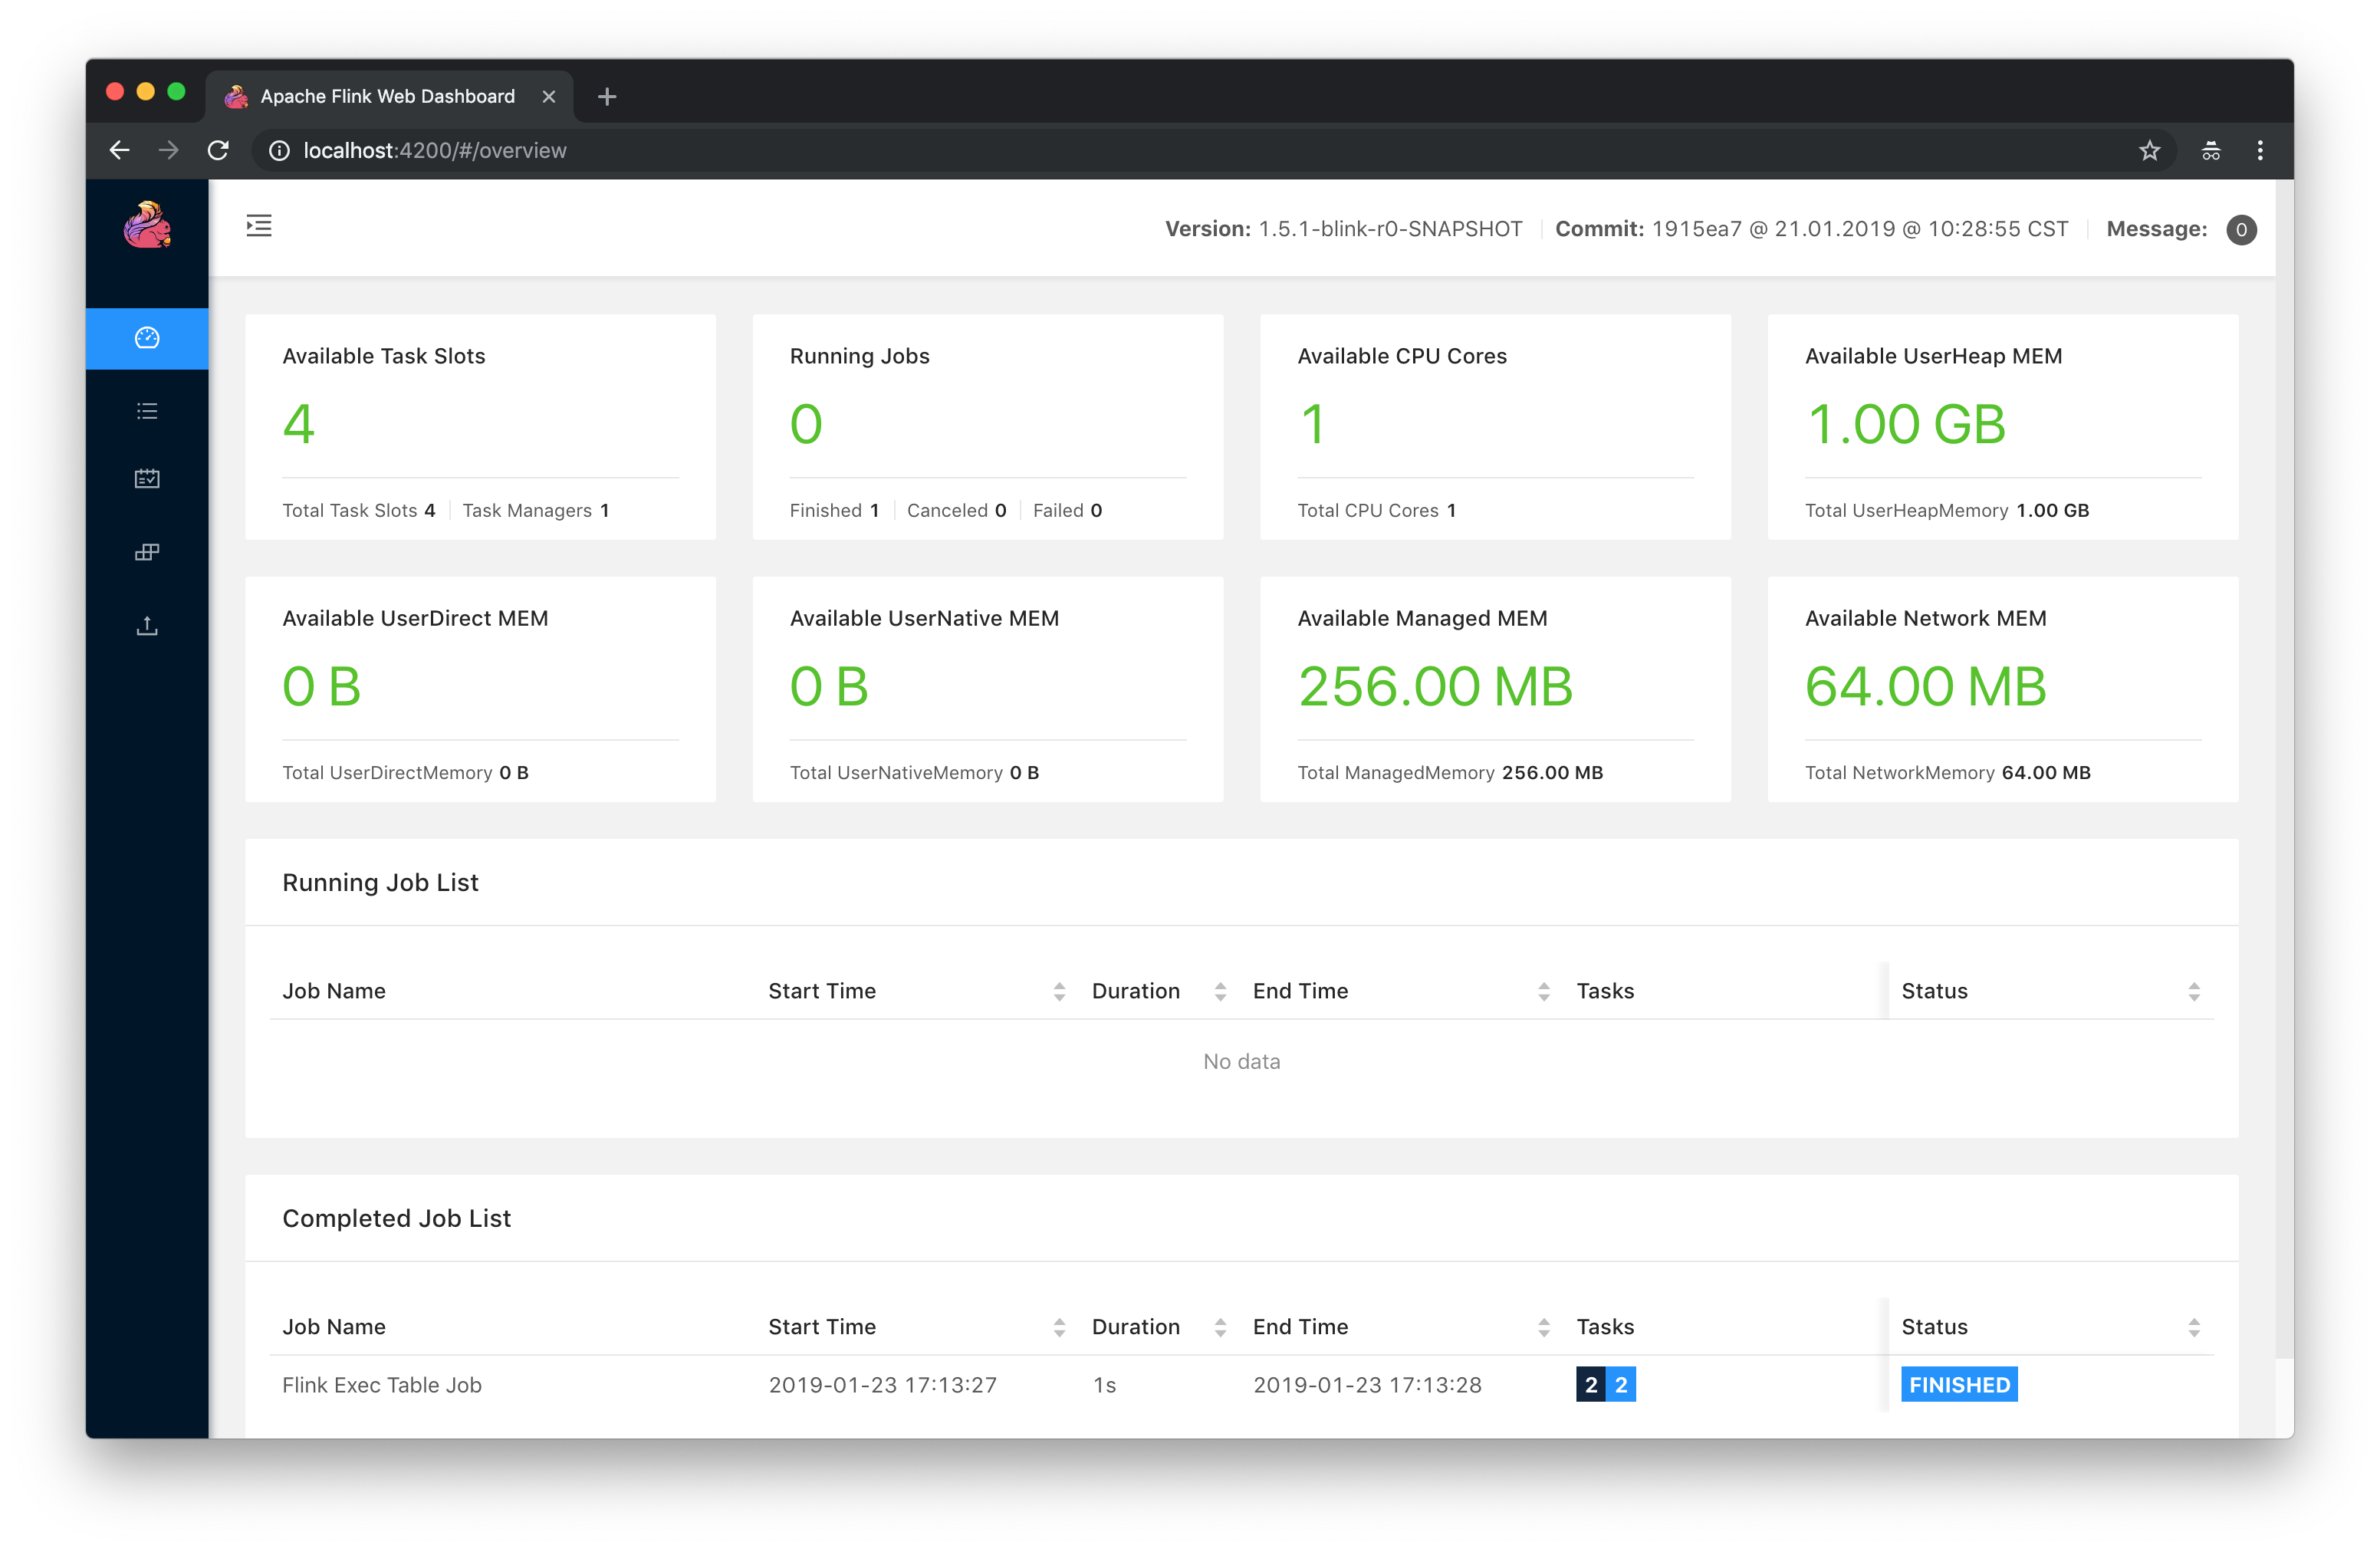 Apache Flink Web Dashboard
localhost:4200/#/overview
Version: 1.5.1-blink-r0-SNAPSHOT Commit: 1915ea7 @ 21.01.2019 @ 10:28:55 CST Message: 0
Available Task Slots
4
Total Task Slots 4 Task Managers 1
Running Jobs
0
Finished 1 Canceled 0 Failed 0
Available CPU Cores
1
Total CPU Cores 1
Available UserHeap MEM
1.00 GB
Total UserHeapMemory 1.00 GB
Available UserDirect MEM
0 B
Total UserDirectMemory 0 B
Available UserNative MEM
0 B
Total UserNativeMemory 0 B
Available Managed MEM
256.00 MB
Total ManagedMemory 256.00 MB
Available Network MEM
64.00 MB
Total NetworkMemory 64.00 MB
Running Job List
Job Name Start Time Duration End Time Tasks Status
No data
Completed Job List
Job Name Start Time Duration End Time Tasks Status
Flink Exec Table Job 2019-01-23 17:13:27 1s 2019-01-23 17:13:28 2 2 FINISHED